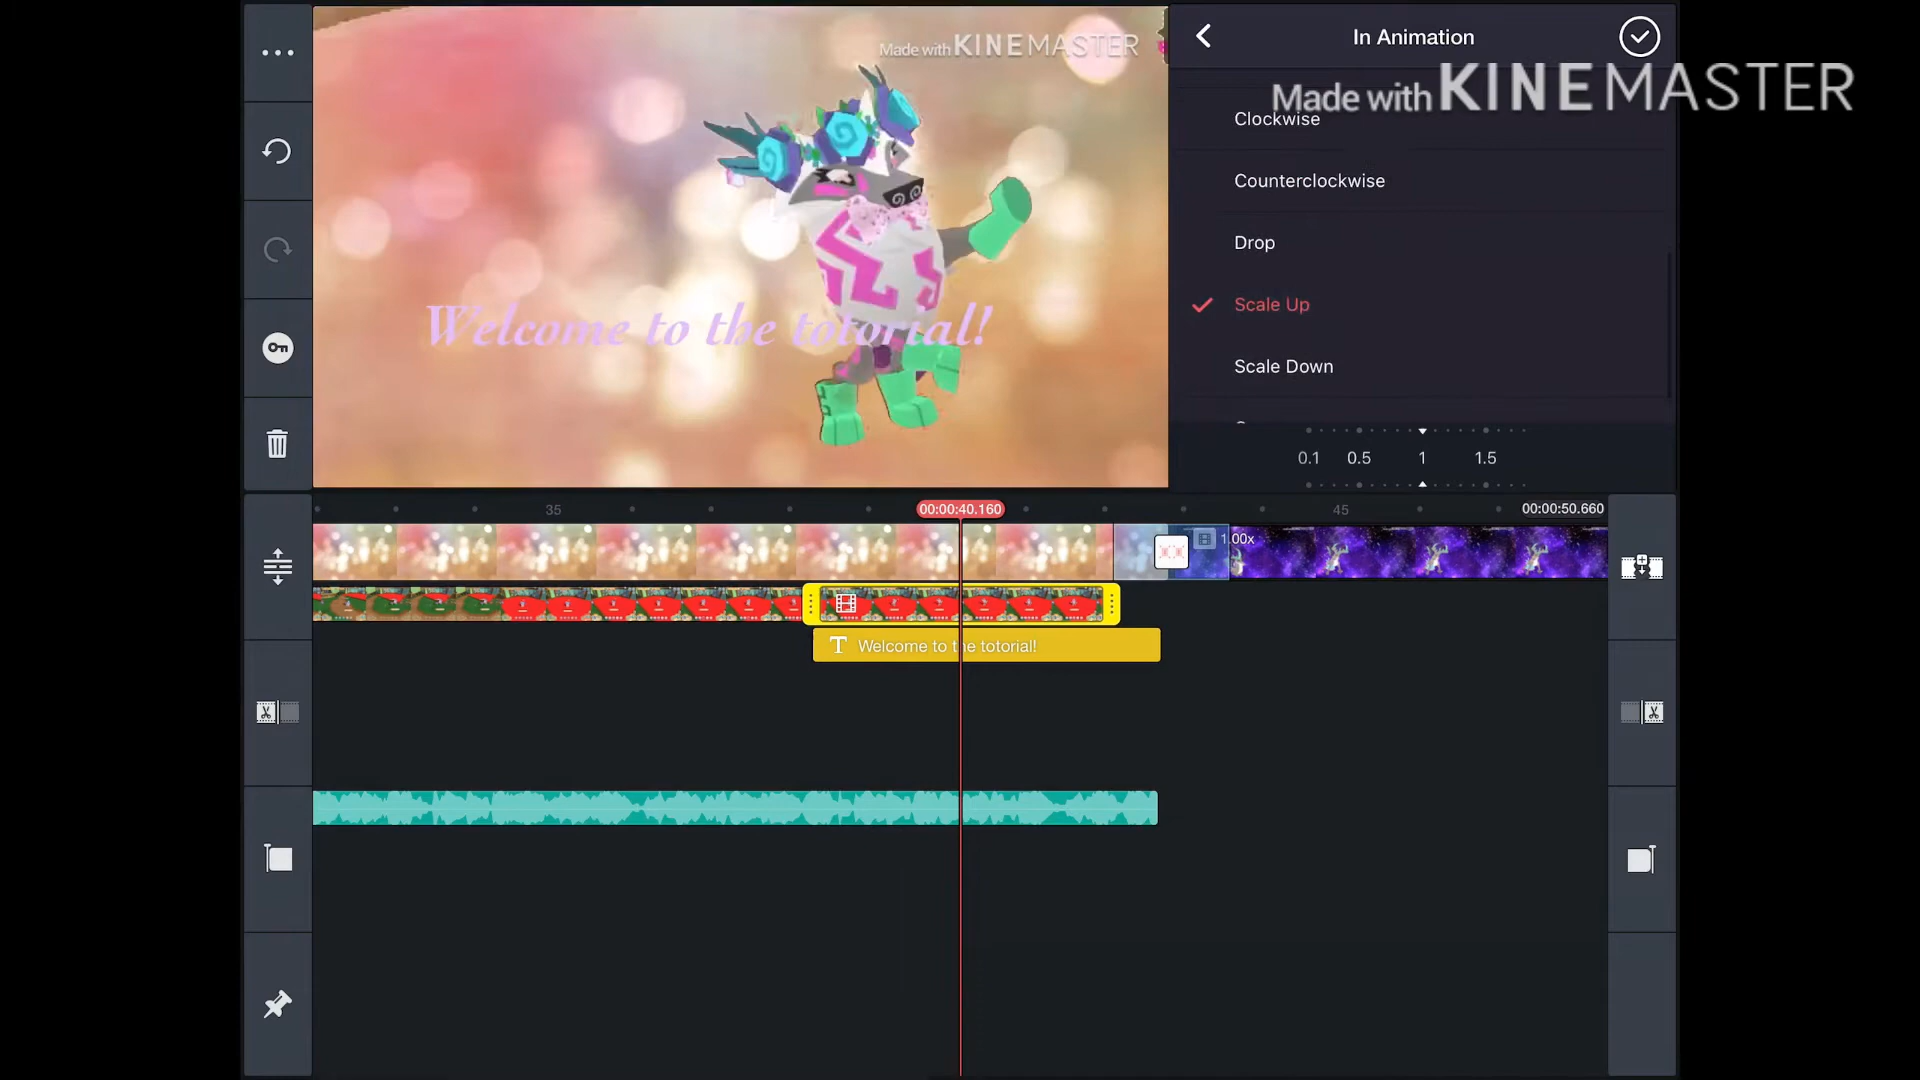 Made with KINEMASTER
In Animation
Made with KINEMASTER
Clockwise
Counterclockwise
Drop
Scale Up
Scale Down
Welcome to the totorial!
0.1 0.5 1 1.5
35
00:00:40.160
45
00:00:50.660
1.00x
T Welcome to the totorial!